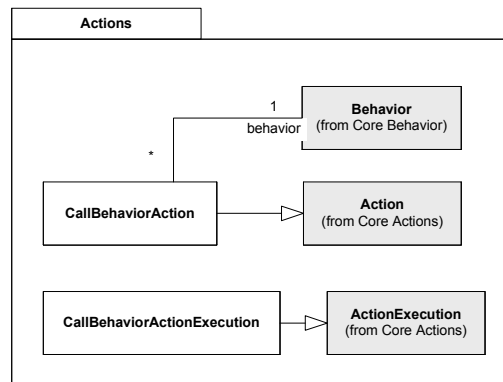 Actions
1
Behavior
(from Core Behavior)
behavior
*
CallBehaviorAction
Action
(from Core Actions)
CallBehaviorActionExecution
ActionExecution
(from Core Actions)